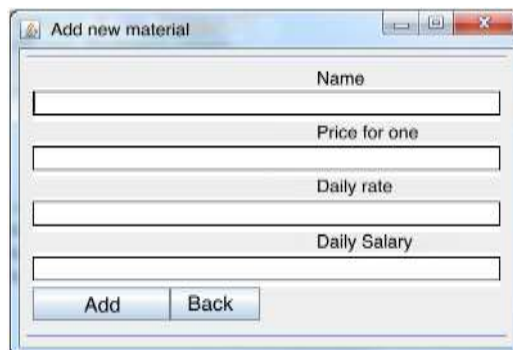 Add new material
Name
Price for one
Daily rate
Daily Salary
Add Back